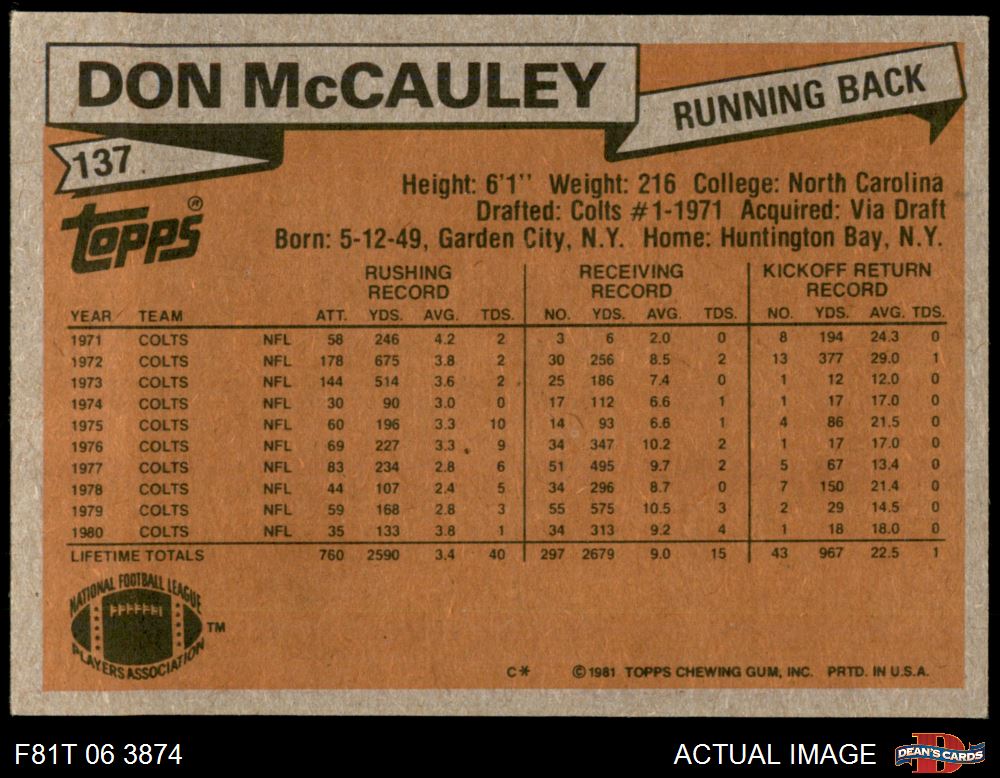 DON McCAULEY
RUNNING BACK
137
Topps®
Height: 6'1'' Weight: 216 College: North Carolina
Drafted: Colts #1-1971 Acquired: Via Draft
Born: 5-12-49, Garden City, N.Y. Home: Huntington Bay, N.Y.
RUSHING RECORD RECEIVING RECORD KICKOFF RETURN RECORD
YEAR TEAM ATT. YDS. AVG. TDS. NO. YDS. AVG. TDS. NO. YDS. AVG. TDS.
1971 COLTS NFL 58 246 4.2 2 3 6 2.0 0 8 194 24.3 0
1972 COLTS NFL 178 675 3.8 2 30 256 8.5 2 13 377 29.0 1
1973 COLTS NFL 144 514 3.6 2 25 186 7.4 0 1 12 12.0 0
1974 COLTS NFL 30 90 3.0 0 17 112 6.6 1 1 17 17.0 0
1975 COLTS NFL 60 196 3.3 10 14 93 6.6 1 4 86 21.5 0
1976 COLTS NFL 69 227 3.3 9 34 347 10.2 2 1 17 17.0 0
1977 COLTS NFL 83 234 2.8 6 51 495 9.7 2 5 67 13.4 0
1978 COLTS NFL 44 107 2.4 5 34 296 8.7 0 7 150 21.4 0
1979 COLTS NFL 59 168 2.8 3 55 575 10.5 3 2 29 14.5 0
1980 COLTS NFL 35 133 3.8 1 34 313 9.2 4 1 18 18.0 0
LIFETIME TOTALS 760 2590 3.4 40 297 2679 9.0 15 43 967 22.5 1
NATIONAL FOOTBALL LEAGUE
PLAYERS ASSOCIATION
TM
C* © 1981 TOPPS CHEWING GUM, INC. PRTD. IN U.S.A.
F81T 06 3874 ACTUAL IMAGE D DEAN'S CARDS